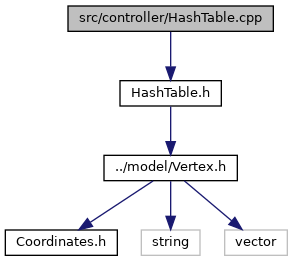 src/controller/HashTable.cpp
HashTable.h
../model/Vertex.h
Coordinates.h
string
vector